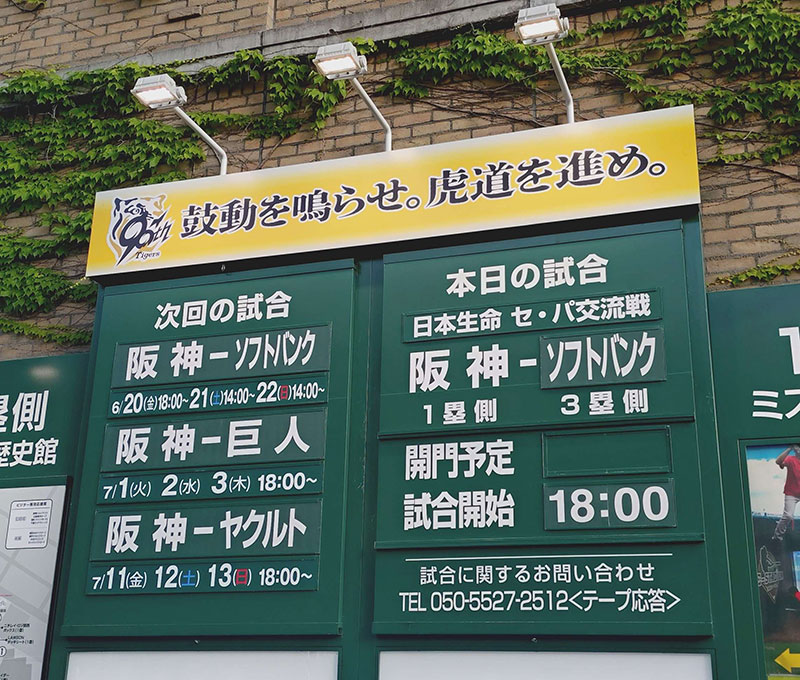 90th
Tigers
鼓動を鳴らせ。虎道を進め。
次回の試合
阪神-ソフトバンク
6/20(金)18:00~21(土)14:00~22(日)14:00~
阪神-巨人
7/1(火) 2(水) 3(木) 18:00~
阪神-ヤクルト
7/11(金) 12(土) 13(日) 18:00~
本日の試合
日本生命 セ・パ交流戦
阪神-ソフトバンク
1塁側 3塁側
開門予定
試合開始 18:00
試合に関するお問い合わせ
TEL 050-5527-2512<テープ応答>
塁側
歴史館
1
ミス